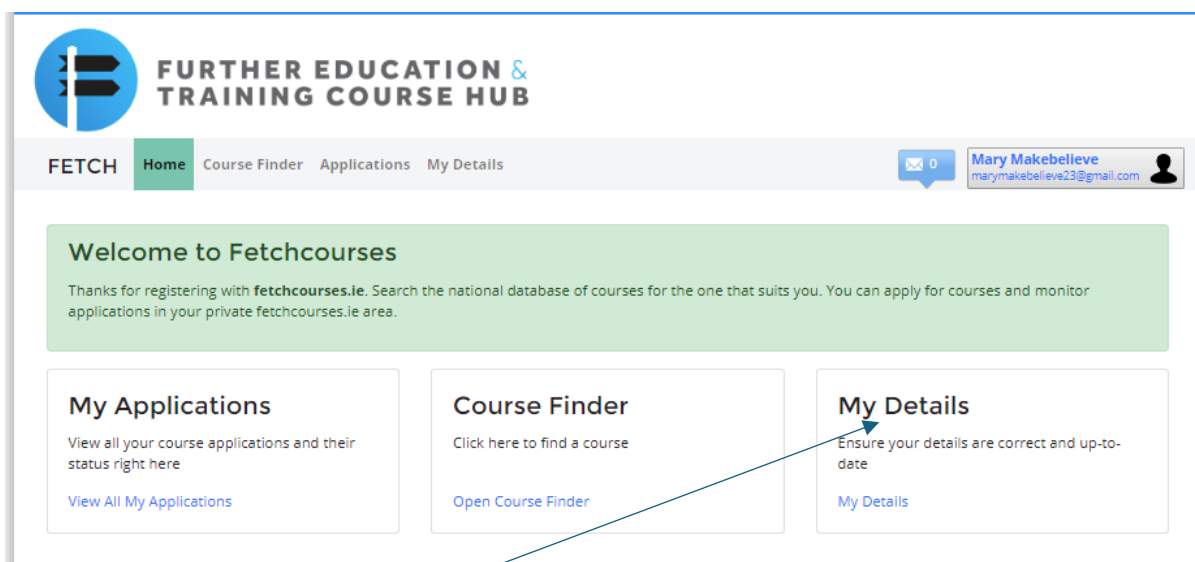 FURTHER EDUCATION &
TRAINING COURSE HUB
FETCH Home Course Finder Applications My Details 0 Mary Makebelieve
marymakebelieve23@gmail.com
Welcome to Fetchcourses
Thanks for registering with fetchcourses.ie. Search the national database of courses for the one that suits you. You can apply for courses and monitor
applications in your private fetchcourses.ie area.
My Applications
View all your course applications and their
status right here
View All My Applications
Course Finder
Click here to find a course
Open Course Finder
My Details
Ensure your details are correct and up-to-
date
My Details